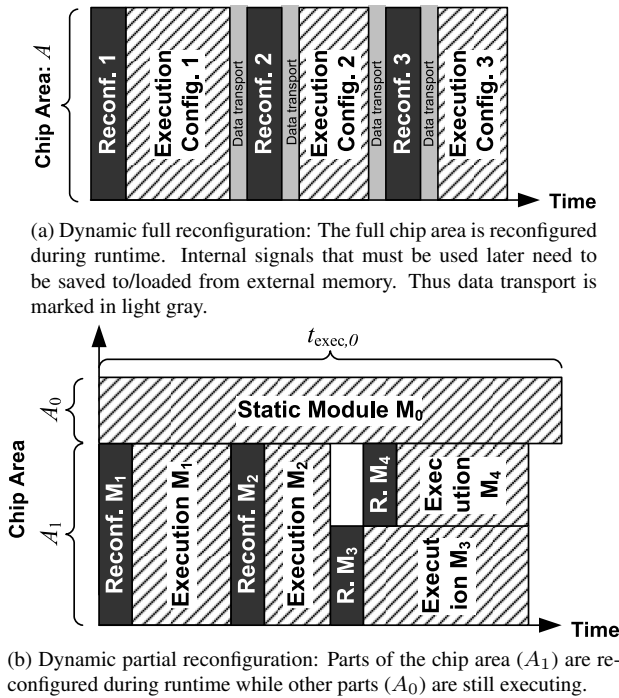 Chip Area: A
Reconf. 1
Execution
Config. 1
Data transport
Reconf. 2
Data transport
Execution
Config. 2
Data transport
Reconf. 3
Data transport
Execution
Config. 3
Time
(a) Dynamic full reconfiguration: The full chip area is reconfigured
during runtime. Internal signals that must be used later need to
be saved to/loaded from external memory. Thus data transport is
marked in light gray.
t_exec,0
Chip Area
A_0
Static Module M_0
A_1
Reconf. M_1
Execution M_1
Reconf. M_2
Execution M_2
R. M_4
Exec
ution
M_4
R. M_3
Execut
ion M_3
Time
(b) Dynamic partial reconfiguration: Parts of the chip area (A_1) are re-
configured during runtime while other parts (A_0) are still executing.